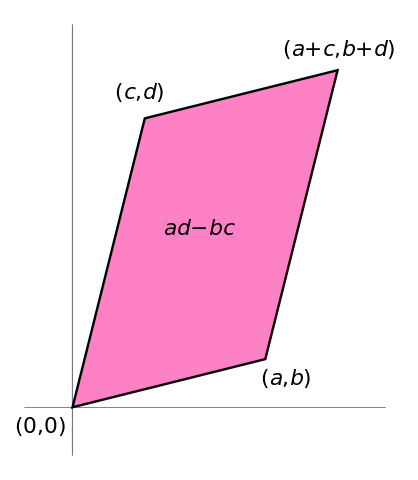 (a+c,b+d)
(c,d)
ad−bc
(a,b)
(0,0)